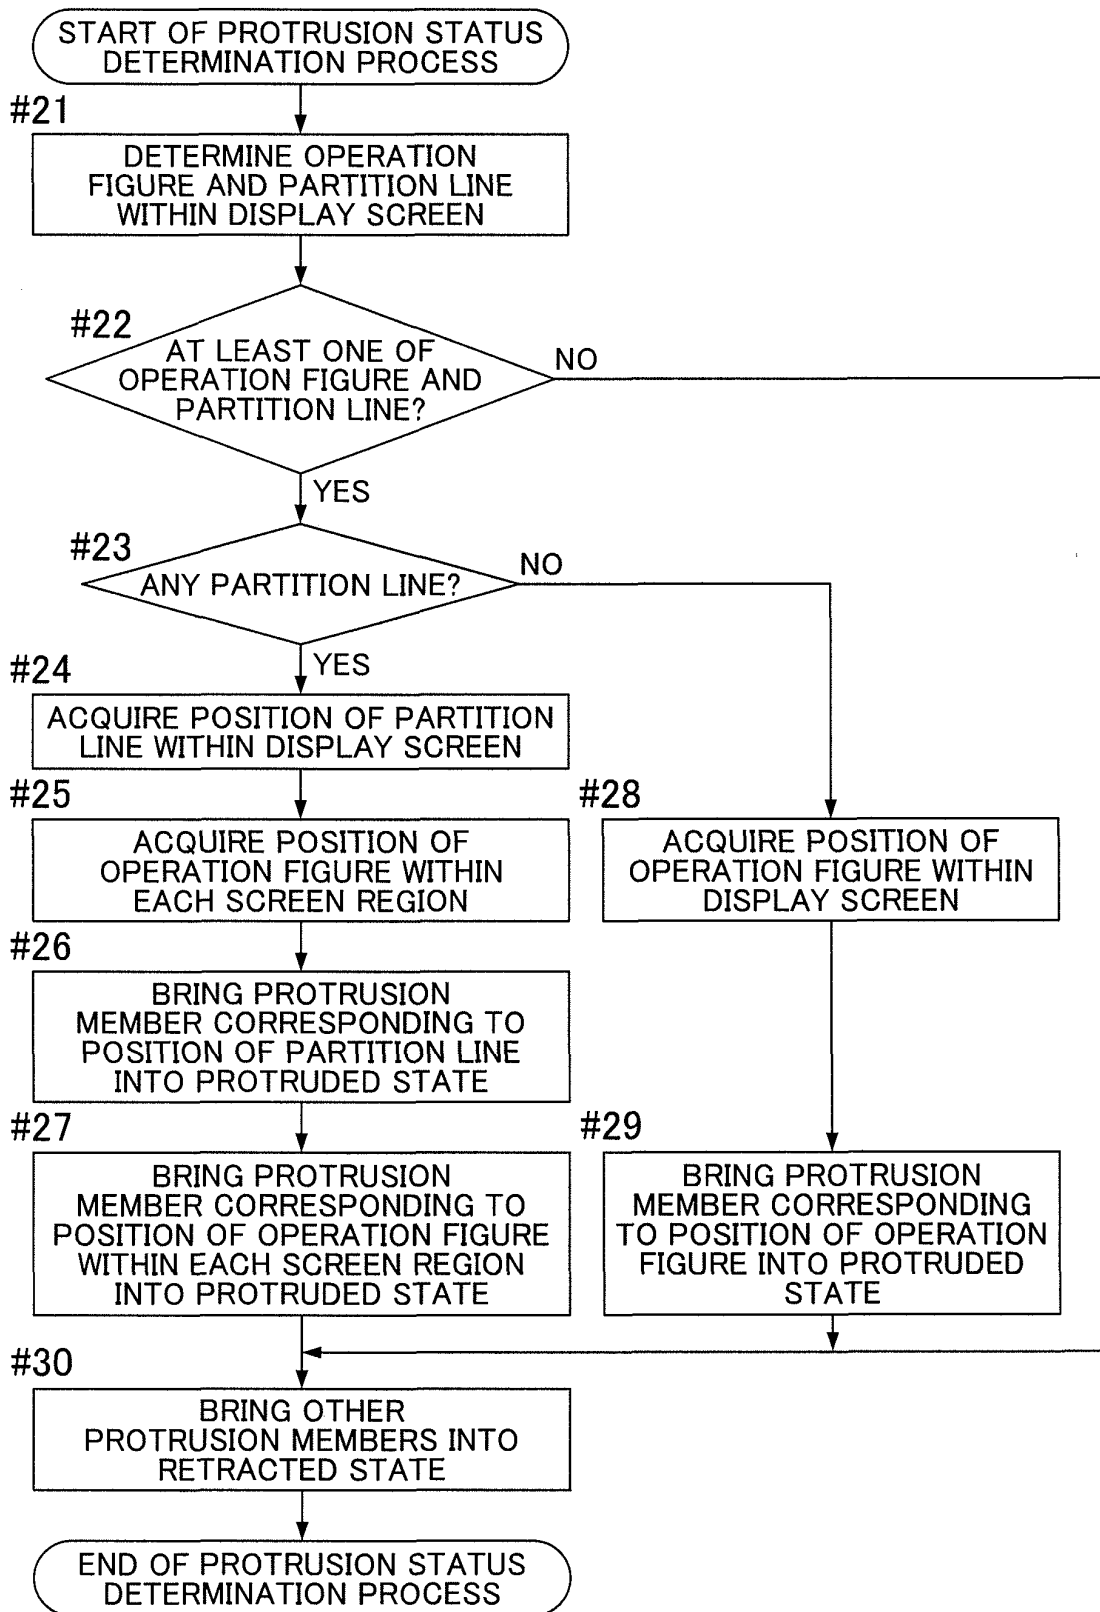 START OF PROTRUSION STATUS
DETERMINATION PROCESS
#21
DETERMINE OPERATION
FIGURE AND PARTITION LINE
WITHIN DISPLAY SCREEN
#22
AT LEAST ONE OF
OPERATION FIGURE AND
PARTITION LINE?
NO
YES
#23
ANY PARTITION LINE?
NO
YES
#24
ACQUIRE POSITION OF PARTITION
LINE WITHIN DISPLAY SCREEN
#25
ACQUIRE POSITION OF
OPERATION FIGURE WITHIN
EACH SCREEN REGION
#28
ACQUIRE POSITION OF
OPERATION FIGURE WITHIN
DISPLAY SCREEN
#26
BRING PROTRUSION
MEMBER CORRESPONDING TO
POSITION OF PARTITION LINE
INTO PROTRUDED STATE
#27
BRING PROTRUSION
MEMBER CORRESPONDING TO
POSITION OF OPERATION FIGURE
WITHIN EACH SCREEN REGION
INTO PROTRUDED STATE
#29
BRING PROTRUSION
MEMBER CORRESPONDING
TO POSITION OF OPERATION
FIGURE INTO PROTRUDED
STATE
#30
BRING OTHER
PROTRUSION MEMBERS INTO
RETRACTED STATE
END OF PROTRUSION STATUS
DETERMINATION PROCESS